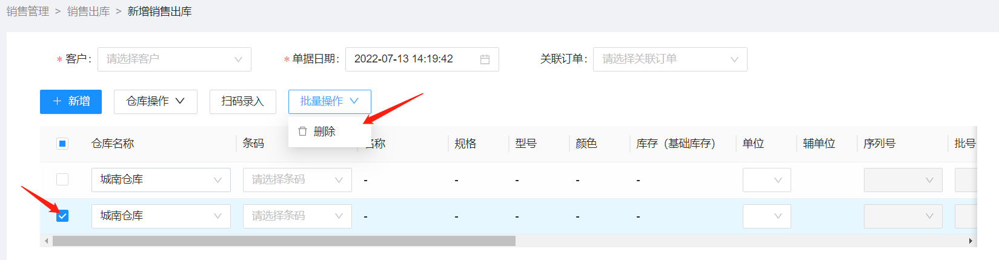 销售管理 > 销售出库 > 新增销售出库
* 客户: 请选择客户 * 单据日期: 2022-07-13 14:19:42 关联订单: 请选择关联订单
+ 新增 仓库操作 扫码录入 批量操作
删除
仓库名称 条码 名称 规格 型号 颜色 库存（基础库存） 单位 辅单位 序列号 批号
城南仓库 请选择条码 - - - - -
城南仓库 请选择条码 - - - - -